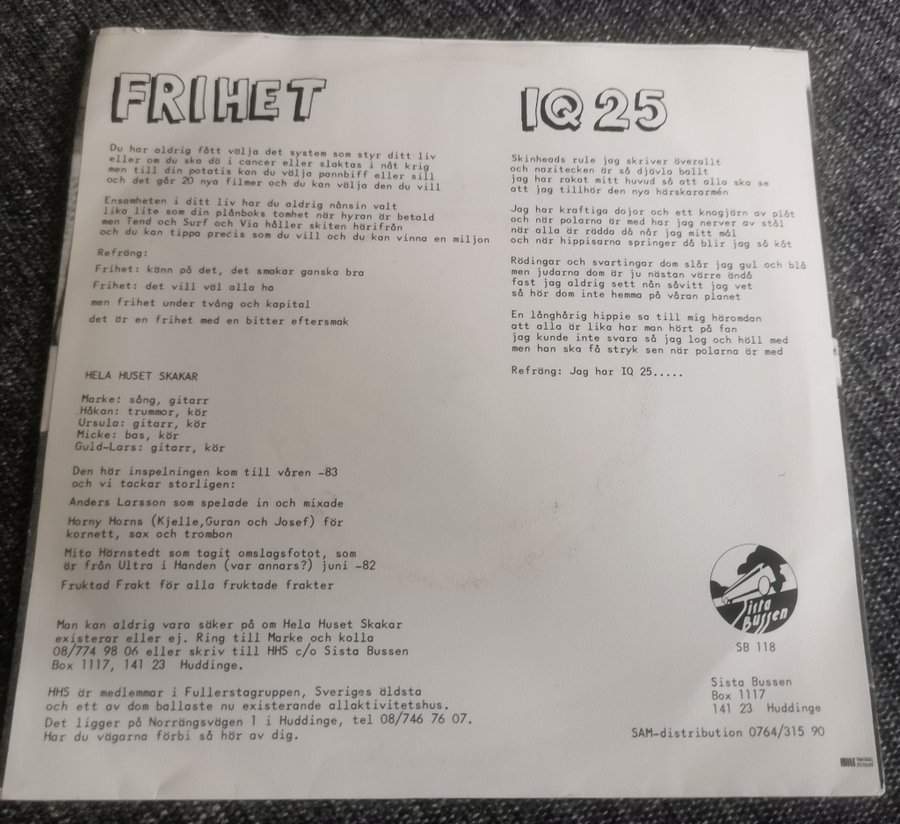 FRIHET
Du har aldrig fått välja det system som styr ditt liv
eller om du ska dö i cancer eller slaktas i nåt krig
men till din potatis kan du välja pannbiff eller sill
och det går 20 nya filmer och du kan välja den du vill
Ensamheten i ditt liv har du aldrig nånsin valt
lika lite som din plånboks tomhet när hyran är betald
men Tend och Surf och Via håller skiten härifrån
och du kan tippa precis som du vill och du kan vinna en miljon
Refräng:
Frihet: känn på det, det smakar ganska bra
Frihet: det vill väl alla ha
men frihet under tvång och kapital
det är en frihet med en bitter eftersmak
HELA HUSET SKAKAR
Marke: sång, gitarr
Håkan: trummor, kör
Ursula: gitarr, kör
Micke: bas, kör
Guld-Lars: gitarr, kör
Den här inspelningen kom till våren -83
och vi tackar storligen:
Anders Larsson som spelade in och mixade
Horny Horns (Kjelle,Guran och Josef) för
kornett, sax och trombon
Mita Hörnstedt som tagit omslagsfotot, som
är från Ultra i Handen (var annars?) juni -82
Fruktad Frakt för alla fruktade frakter
Man kan aldrig vara säker på om Hela Huset Skakar
existerar eller ej. Ring till Marke och kolla
08/774 98 06 eller skriv till HHS c/o Sista Bussen
Box 1117, 141 23 Huddinge.
HHS är medlemmar i Fullerstagruppen, Sveriges äldsta
och ett av dom ballaste nu existerande allaktivitetshus.
Det ligger på Norrängsvägen 1 i Huddinge, tel 08/746 76 07.
Har du vägarna förbi så hör av dig.
IQ 25
Skinheads rule jag skriver överallt
och nazitecken är så djävla ballt
jag har rakat mitt huvud så att alla ska se
att jag tillhör den nya härskararmén
Jag har kraftiga dojor och ett knogjärn av plåt
och när polarna är med har jag nerver av stål
när alla är rädda då når jag mitt mål
och när hippisarna springer då blir jag så kåt
Rödingar och svartingar dom slår jag gul och blå
men judarna dom är ju nästan värre ändå
fast jag aldrig sett nån såvitt jag vet
så hör dom inte hemma på våran planet
En långhårig hippie sa till mig häromdan
att alla är lika har man hört på fan
jag kunde inte svara så jag log och höll med
men han ska få stryk sen när polarna är med
Refräng: Jag har IQ 25.....
Sista
Bussen
SB 118
Sista Bussen
Box 1117
141 23 Huddinge
SAM-distribution 0764/315 90